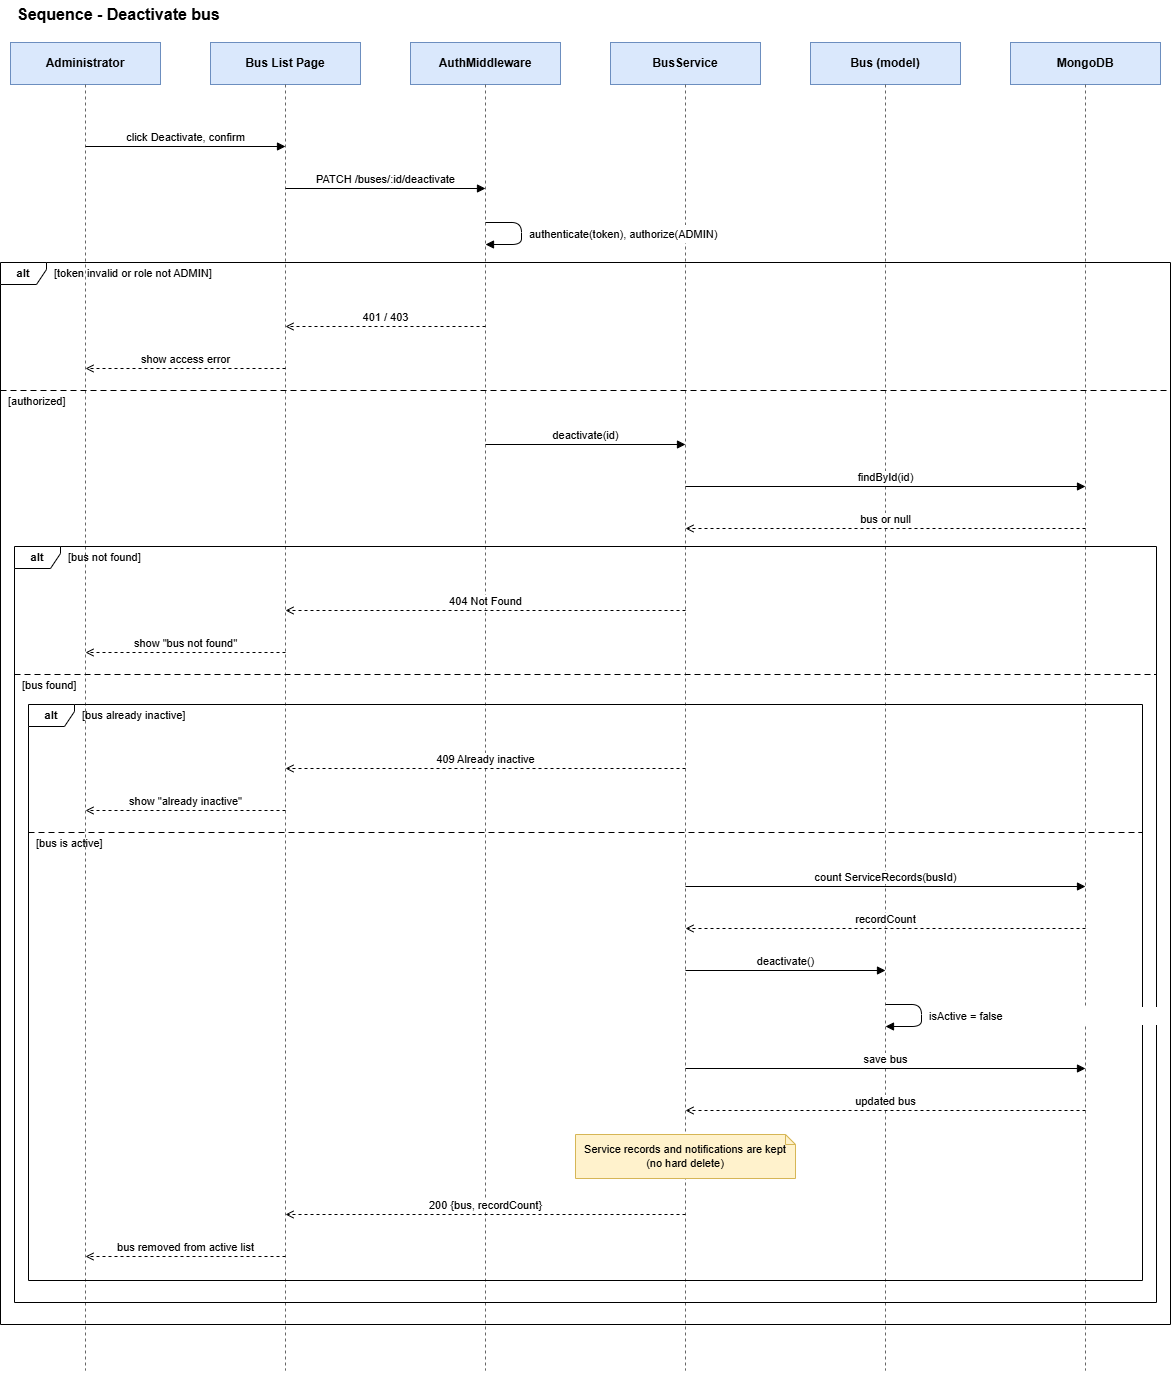 Sequence - Deactivate bus
Administrator
Bus List Page
AuthMiddleware
BusService
Bus (model)
MongoDB
click Deactivate, confirm
PATCH /buses/:id/deactivate
authenticate(token), authorize(ADMIN)
alt
[token invalid or role not ADMIN]
401 / 403
show access error
[authorized]
deactivate(id)
findById(id)
bus or null
alt
[bus not found]
404 Not Found
show "bus not found"
[bus found]
alt
[bus already inactive]
409 Already inactive
show "already inactive"
[bus is active]
count ServiceRecords(busId)
recordCount
deactivate()
isActive = false
save bus
updated bus
Service records and notifications are kept
(no hard delete)
200 {bus, recordCount}
bus removed from active list